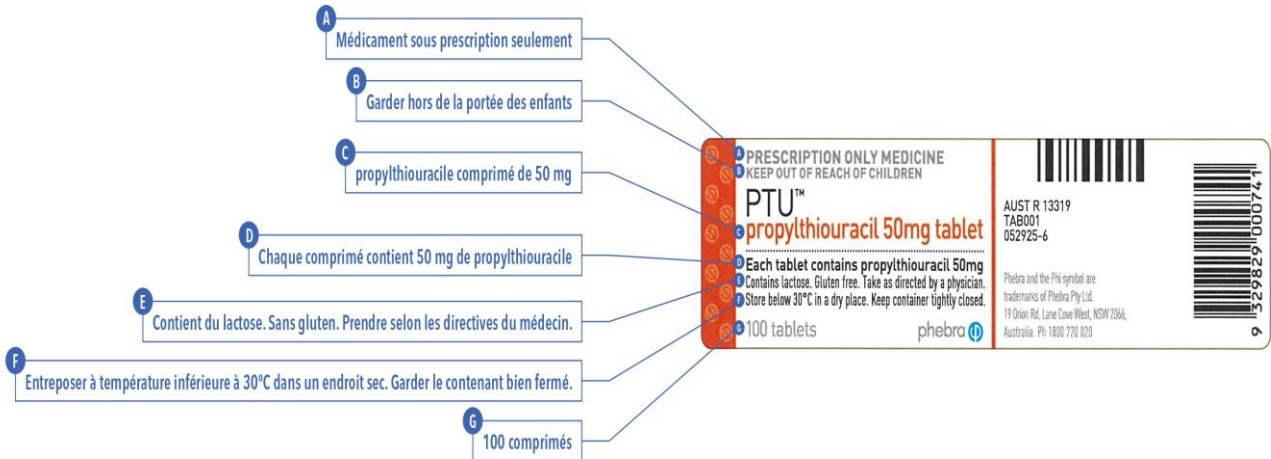 A
Médicament sous prescription seulement
B
Garder hors de la portée des enfants
C
propylthiouracile comprimé de 50 mg
D
Chaque comprimé contient 50 mg de propylthiouracile
E
Contient du lactose. Sans gluten. Prendre selon les directives du médecin.
F
Entreposer à température inférieure à 30°C dans un endroit sec. Garder le contenant bien fermé.
G
100 comprimés
A PRESCRIPTION ONLY MEDICINE
B KEEP OUT OF REACH OF CHILDREN
PTU™
C propylthiouracil 50mg tablet
D Each tablet contains propylthiouracil 50mg
E Contains lactose. Gluten free. Take as directed by a physician.
F Store below 30°C in a dry place. Keep container tightly closed.
G 100 tablets
phebra
AUST R 13319
TAB001
052925-6
Phebra and the Phi symbol are
trademarks of Phebra Pty Ltd.
19 Orion Rd, Lane Cove West, NSW 2066,
Australia. Ph 1800 720 020
9 329829 000741